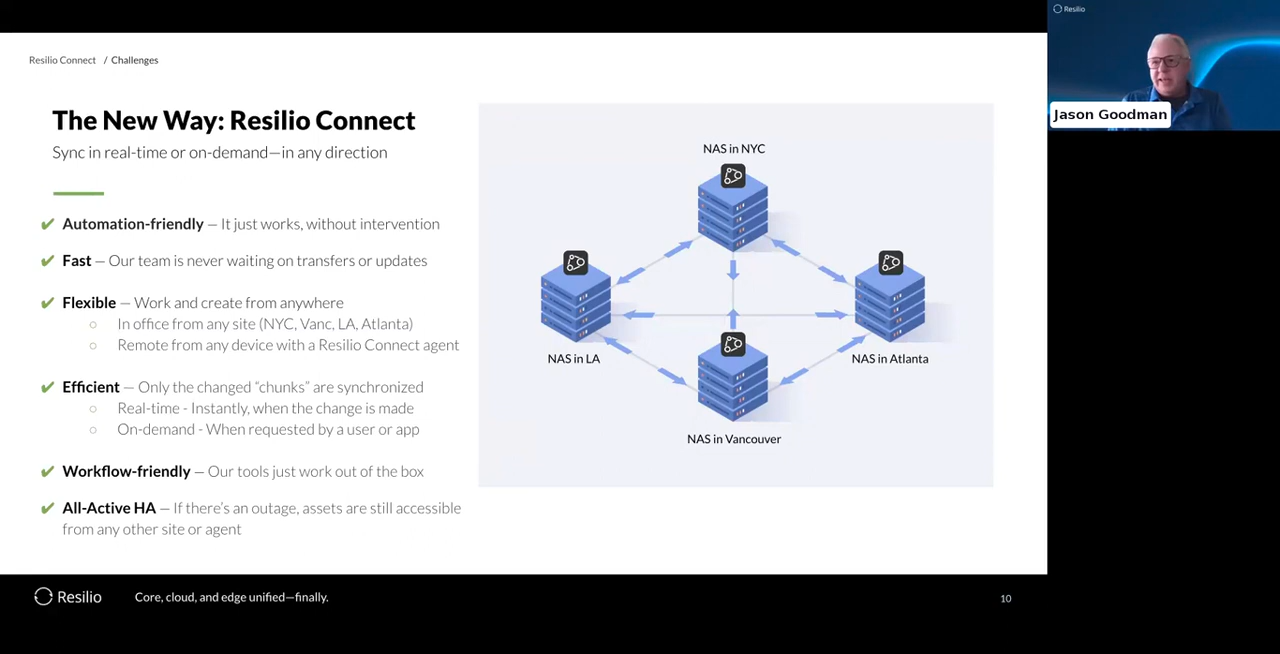 Resilio Connect / Challenges
The New Way: Resilio Connect
Sync in real-time or on-demand—in any direction
✔ Automation-friendly — It just works, without intervention
✔ Fast — Our team is never waiting on transfers or updates
✔ Flexible — Work and create from anywhere
○ In office from any site (NYC, Vanc, LA, Atlanta)
○ Remote from any device with a Resilio Connect agent
✔ Efficient — Only the changed “chunks” are synchronized
○ Real-time - Instantly, when the change is made
○ On-demand - When requested by a user or app
✔ Workflow-friendly — Our tools just work out of the box
✔ All-Active HA — If there’s an outage, assets are still accessible
from any other site or agent
NAS in NYC
NAS in LA
NAS in Atlanta
NAS in Vancouver
Resilio
Core, cloud, and edge unified—finally.
10
Resilio
Jason Goodman